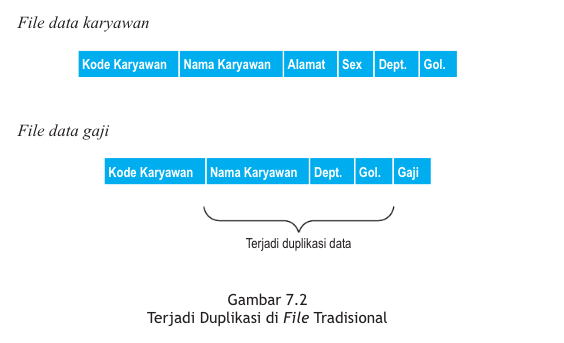 File data karyawan
Kode Karyawan Nama Karyawan Alamat Sex Dept. Gol.
File data gaji
Kode Karyawan Nama Karyawan Dept. Gol. Gaji
Terjadi duplikasi data
Gambar 7.2
Terjadi Duplikasi di File Tradisional